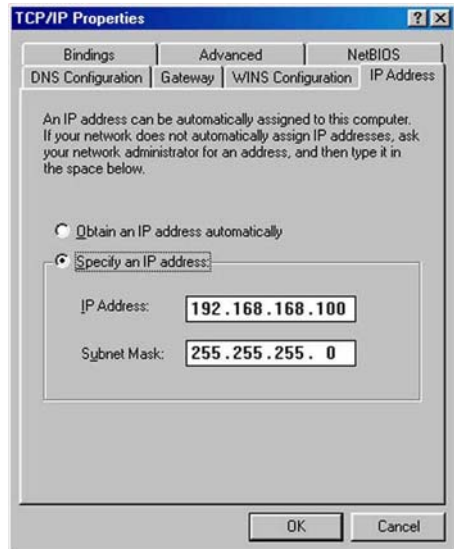 TCP/IP Properties
Bindings Advanced NetBIOS
DNS Configuration Gateway WINS Configuration IP Address
An IP address can be automatically assigned to this computer.
If your network does not automatically assign IP addresses, ask
your network administrator for an address, and then type it in
the space below.
Obtain an IP address automatically
Specify an IP address:
IP Address: 192.168.168.100
Subnet Mask: 255.255.255. 0
OK Cancel